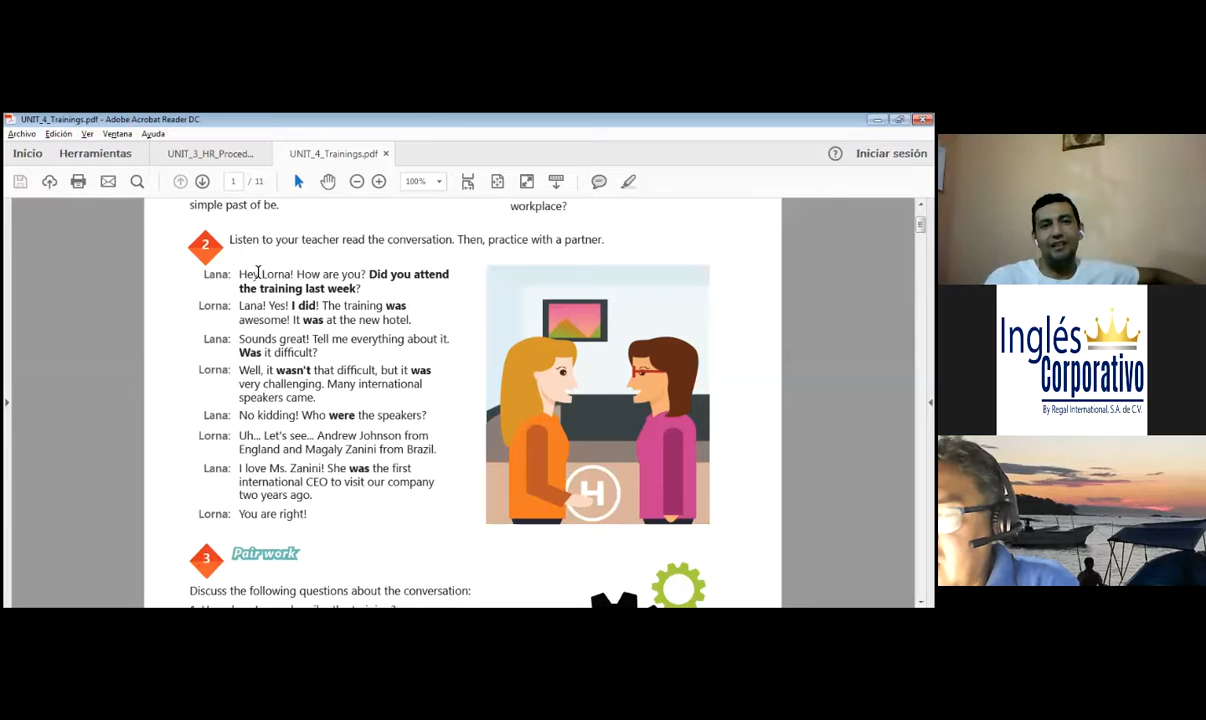 UNIT_4_Trainings.pdf - Adobe Acrobat Reader DC
Archivo Edición Ver Ventana Ayuda
Inicio Herramientas UNIT_3_HR_Proced... UNIT_4_Trainings.pdf × ? Iniciar sesión
1 / 11 100%
simple past of be.
workplace?
2 Listen to your teacher read the conversation. Then, practice with a partner.
Lana: Hey Lorna! How are you? Did you attend
the training last week?
Lorna: Lana! Yes! I did! The training was
awesome! It was at the new hotel.
Lana: Sounds great! Tell me everything about it.
Was it difficult?
Lorna: Well, it wasn't that difficult, but it was
very challenging. Many international
speakers came.
Lana: No kidding! Who were the speakers?
Lorna: Uh... Let's see... Andrew Johnson from
England and Magaly Zanini from Brazil.
Lana: I love Ms. Zanini! She was the first
international CEO to visit our company
two years ago.
Lorna: You are right!
H
3 Pair work
Discuss the following questions about the conversation:
Inglés
Corporativo
By Regal International, S.A. de C.V.